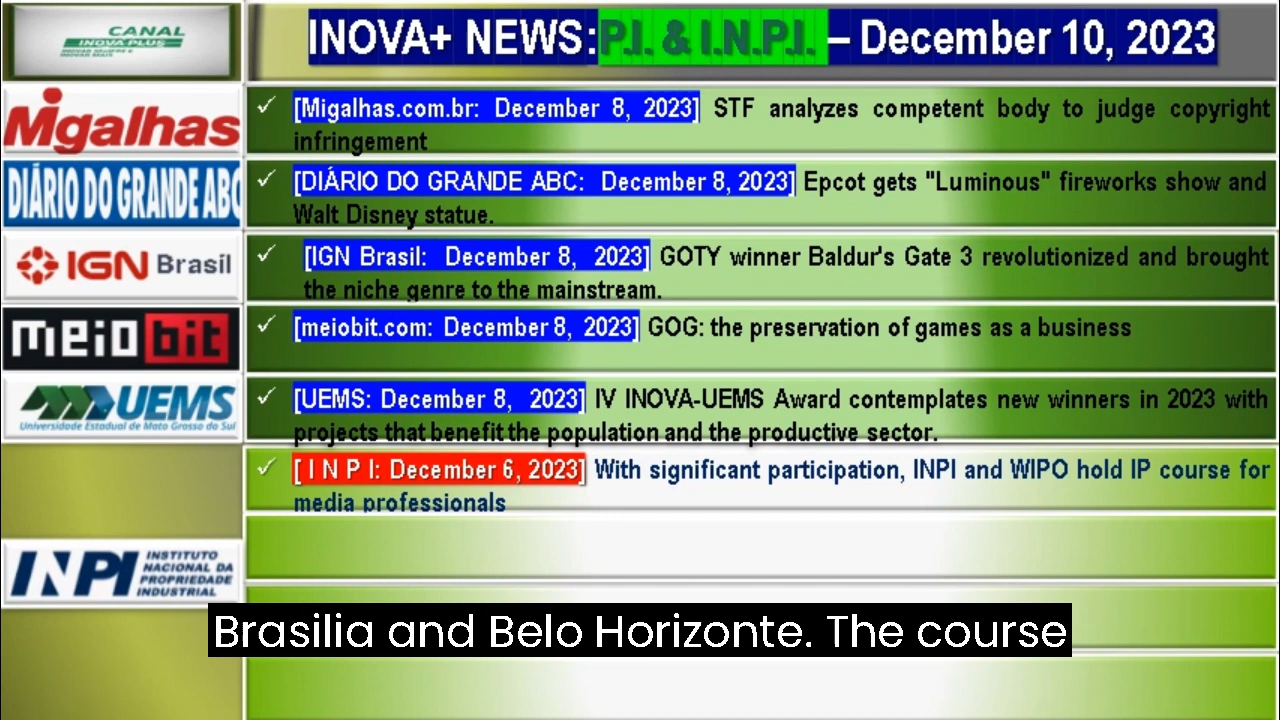 CANAL
INOVA PLUS
INOVA+ NEWS:P.I. & I.N.P.I. – December 10, 2023
Migalhas
✓ [Migalhas.com.br: December 8, 2023] STF analyzes competent body to judge copyright
infringement
DIÁRIO DO GRANDE ABC
✓ [DIÁRIO DO GRANDE ABC: December 8, 2023] Epcot gets "Luminous" fireworks show and
Walt Disney statue.
IGN Brasil
✓ [IGN Brasil: December 8, 2023] GOTY winner Baldur's Gate 3 revolutionized and brought
the niche genre to the mainstream.
meio bit
✓ [meiobit.com: December 8, 2023] GOG: the preservation of games as a business
UEMS
Universidade Estadual de Mato Grosso do Sul
✓ [UEMS: December 8, 2023] IV INOVA-UEMS Award contemplates new winners in 2023 with
projects that benefit the population and the productive sector.
✓ [ I N P I: December 6, 2023] With significant participation, INPI and WIPO hold IP course for
media professionals
INPI
INSTITUTO
NACIONAL DA
PROPRIEDADE
INDUSTRIAL
Brasilia and Belo Horizonte. The course